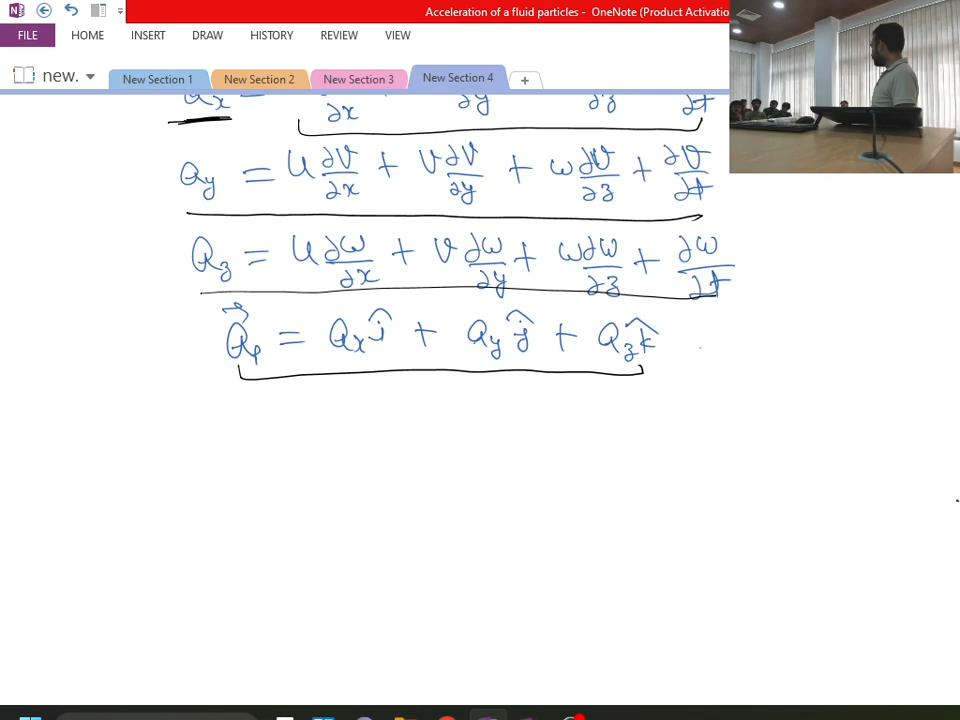 Acceleration of a fluid particles - OneNote (Product Activatio
FILE HOME INSERT DRAW HISTORY REVIEW VIEW
new.
New Section 1 New Section 2 New Section 3 New Section 4 +
ax = ∂x ∂y ∂z ∂t
ay = u ∂v/∂x + v ∂v/∂y + w ∂v/∂z + ∂v/∂t
az = u ∂w/∂x + v ∂w/∂y + w ∂w/∂z + ∂w/∂t
a⃗p = ax î + ay ĵ + az k̂